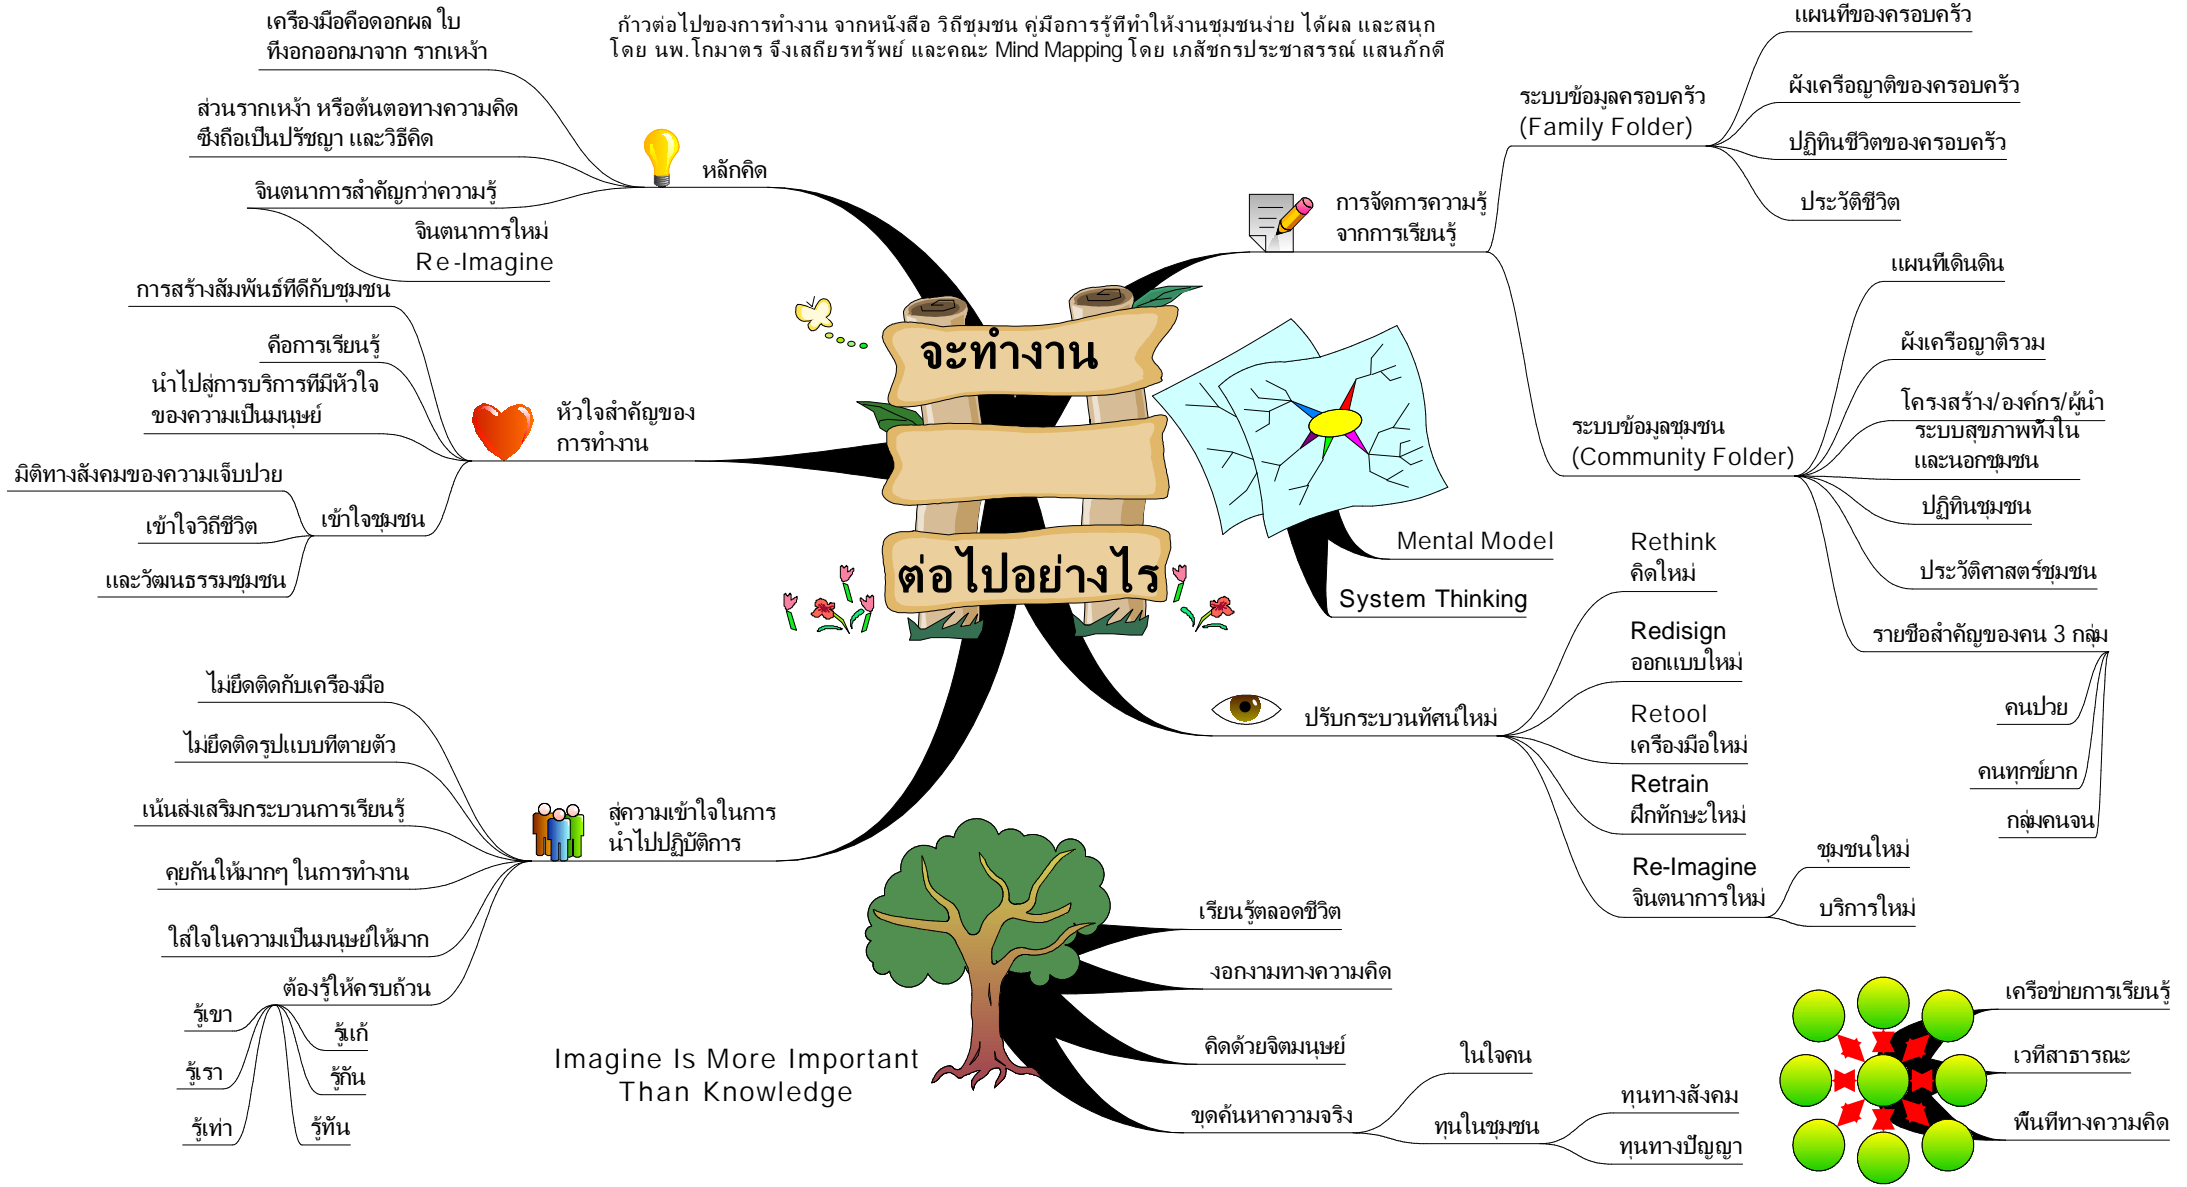 ก้าวต่อไปของการทำงาน จากหนังสือ วิถีชุมชน คู่มือการรู้ที่ทำให้งานชุมชนง่าย ได้ผล และสนุก
โดย นพ.โกมาตร จึงเสถียรทรัพย์ และคณะ Mind Mapping โดย เภสัชกรประชาสรรณ์ แสนภักดี
จะทำงาน
ต่อไปอย่างไร
หลักคิด
เครื่องมือคือดอกผล ใบ
ที่งอกออกมาจาก รากเหง้า
ส่วนรากเหง้า หรือต้นตอทางความคิด
ซึ่งถือเป็นปรัชญา และวิธีคิด
จินตนาการสำคัญกว่าความรู้
จินตนาการใหม่
Re-Imagine
หัวใจสำคัญของ
การทำงาน
การสร้างสัมพันธ์ที่ดีกับชุมชน
คือการเรียนรู้
นำไปสู่การบริการที่มีหัวใจ
ของความเป็นมนุษย์
เข้าใจชุมชน
มิติทางสังคมของความเจ็บป่วย
เข้าใจวิถีชีวิต
และวัฒนธรรมชุมชน
สู่ความเข้าใจในการ
นำไปปฏิบัติการ
ไม่ยึดติดกับเครื่องมือ
ไม่ยึดติดรูปแบบที่ตายตัว
เน้นส่งเสริมกระบวนการเรียนรู้
คุยกันให้มากๆ ในการทำงาน
ใส่ใจในความเป็นมนุษย์ให้มาก
ต้องรู้ให้ครบถ้วน
รู้เขา
รู้เรา
รู้เท่า
รู้แก้
รู้กัน
รู้ทัน
การจัดการความรู้
จากการเรียนรู้
ระบบข้อมูลครอบครัว
(Family Folder)
แผนที่ของครอบครัว
ผังเครือญาติของครอบครัว
ปฏิทินชีวิตของครอบครัว
ประวัติชีวิต
ระบบข้อมูลชุมชน
(Community Folder)
แผนที่เดินดิน
ผังเครือญาติรวม
โครงสร้าง/องค์กร/ผู้นำ
ระบบสุขภาพทั้งใน
และนอกชุมชน
ปฏิทินชุมชน
ประวัติศาสตร์ชุมชน
รายชื่อสำคัญของคน 3 กลุ่ม
คนป่วย
คนทุกข์ยาก
กลุ่มคนจน
Mental Model
System Thinking
ปรับกระบวนทัศน์ใหม่
Rethink
คิดใหม่
Redisign
ออกแบบใหม่
Retool
เครื่องมือใหม่
Retrain
ฝึกทักษะใหม่
Re-Imagine
จินตนาการใหม่
ชุมชนใหม่
บริการใหม่
Imagine Is More Important
Than Knowledge
เรียนรู้ตลอดชีวิต
งอกงามทางความคิด
คิดด้วยจิตมนุษย์
ขุดค้นหาความจริง
ในใจคน
ทุนในชุมชน
ทุนทางสังคม
ทุนทางปัญญา
เครือข่ายการเรียนรู้
เวทีสาธารณะ
พื้นที่ทางความคิด